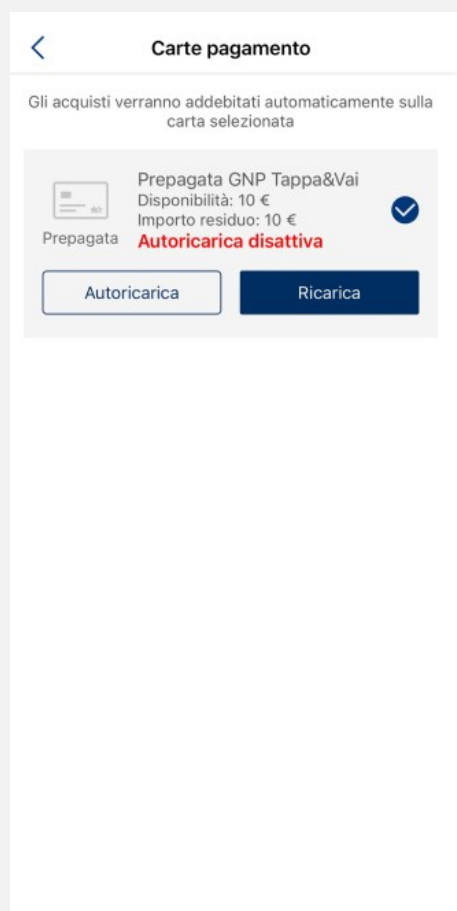 Carte pagamento
Gli acquisti verranno addebitati automaticamente sulla
carta selezionata
Prepagata GNP Tappa&Vai
Disponibilità: 10 €
Importo residuo: 10 €
Prepagata
Autoricarica disattiva
Autoricarica
Ricarica